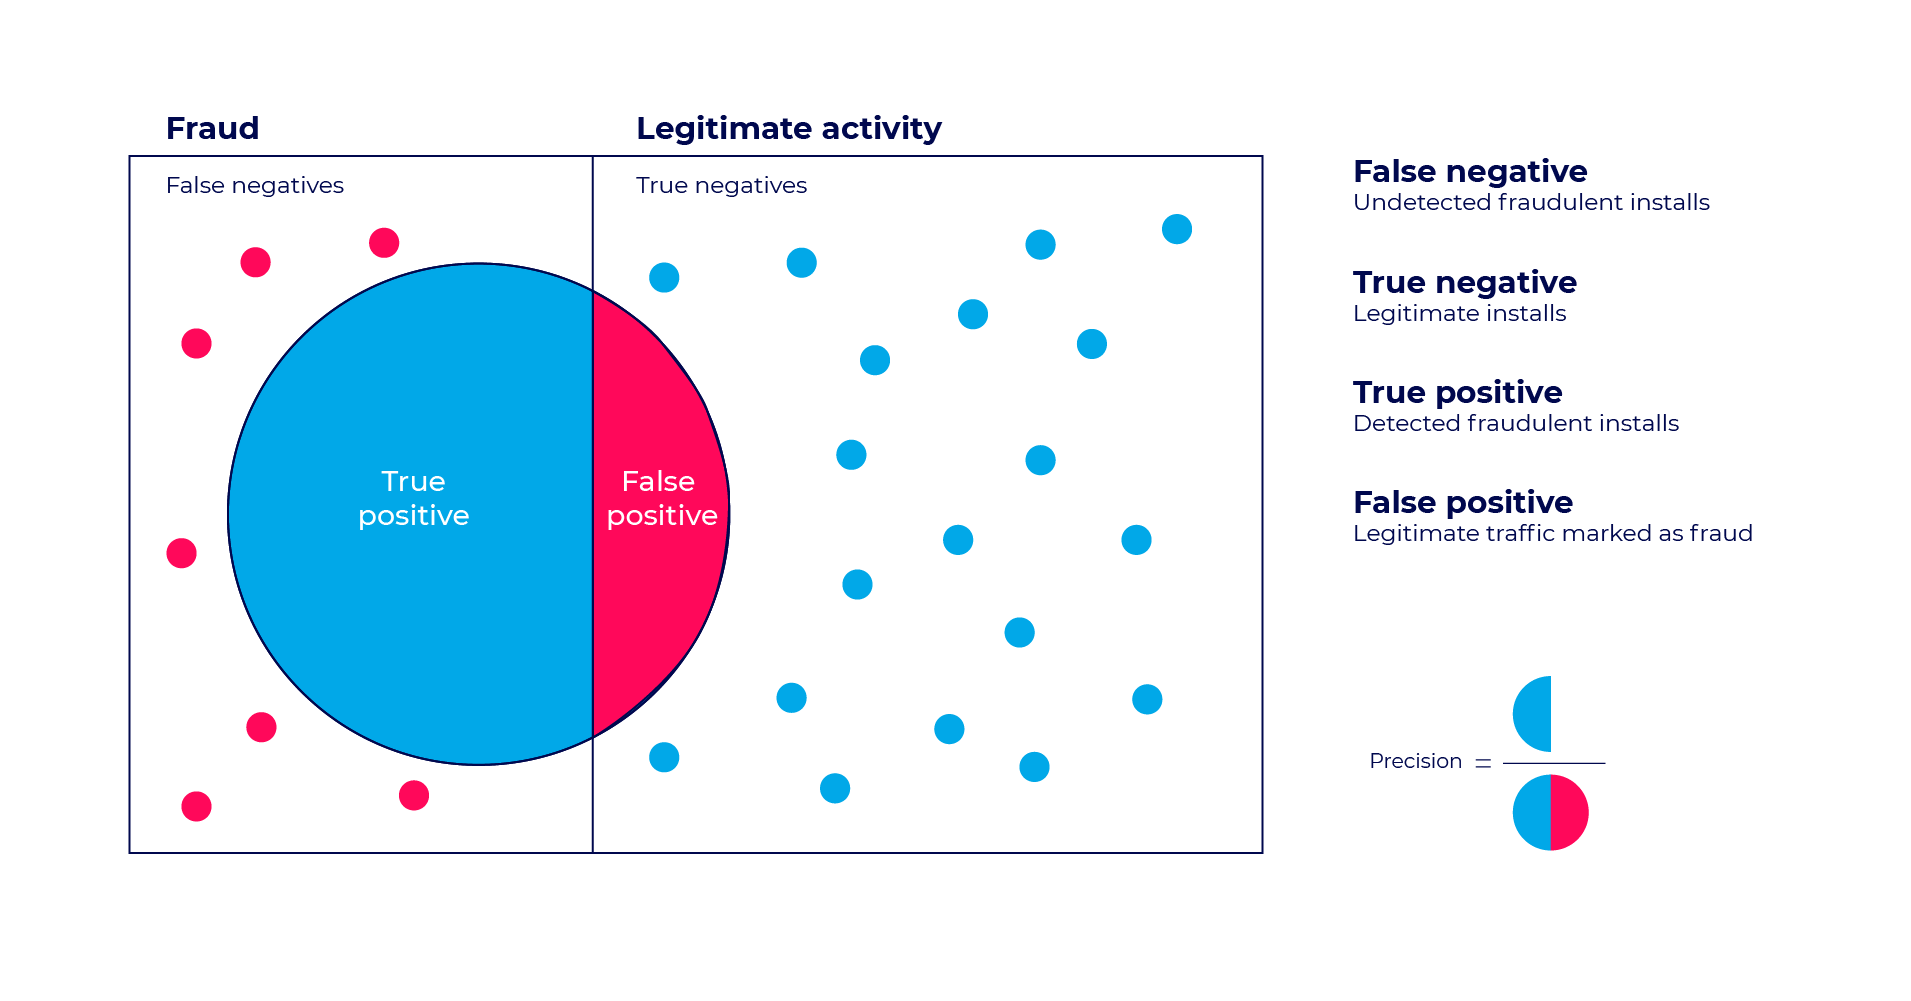 Fraud
Legitimate activity
False negatives
True negatives
True
positive
False
positive
False negative
Undetected fraudulent installs
True negative
Legitimate installs
True positive
Detected fraudulent installs
False positive
Legitimate traffic marked as fraud
Precision =